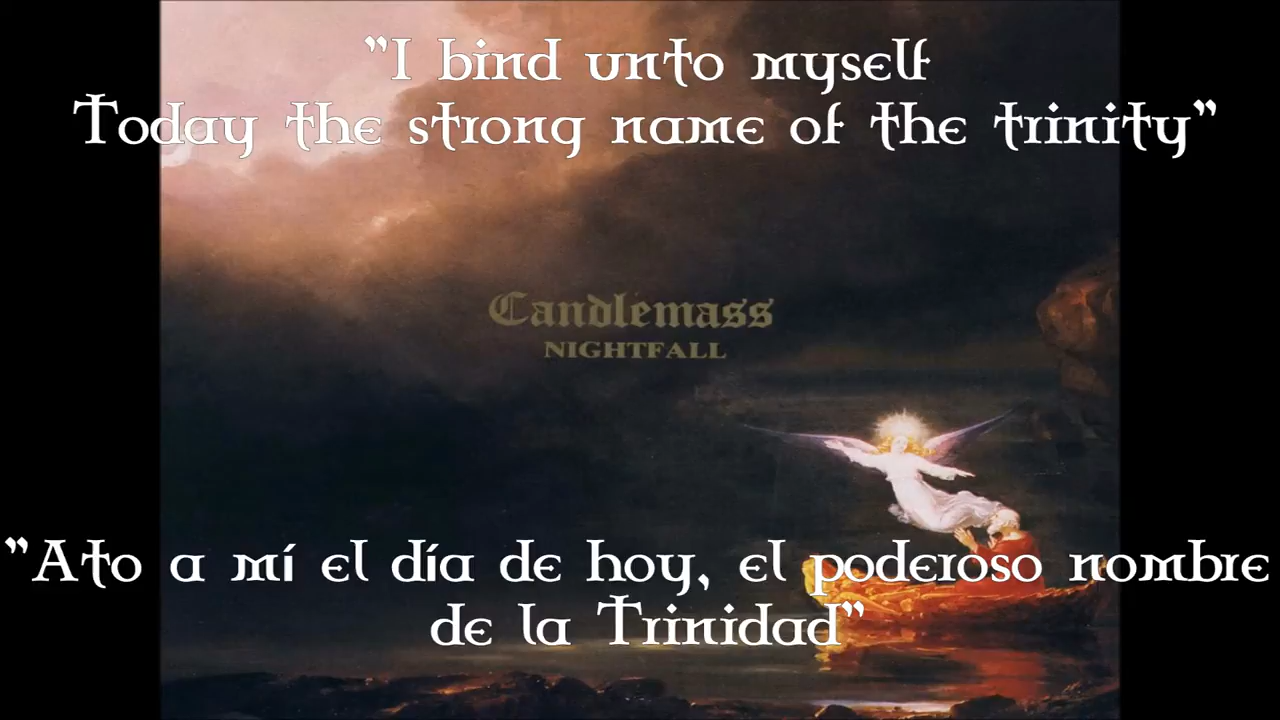 "I bind unto myself
Today the strong name of the trinity"
Candlemass
NIGHTFALL
"Ato a mí el día de hoy, el poderoso nombre
de la Trinidad"